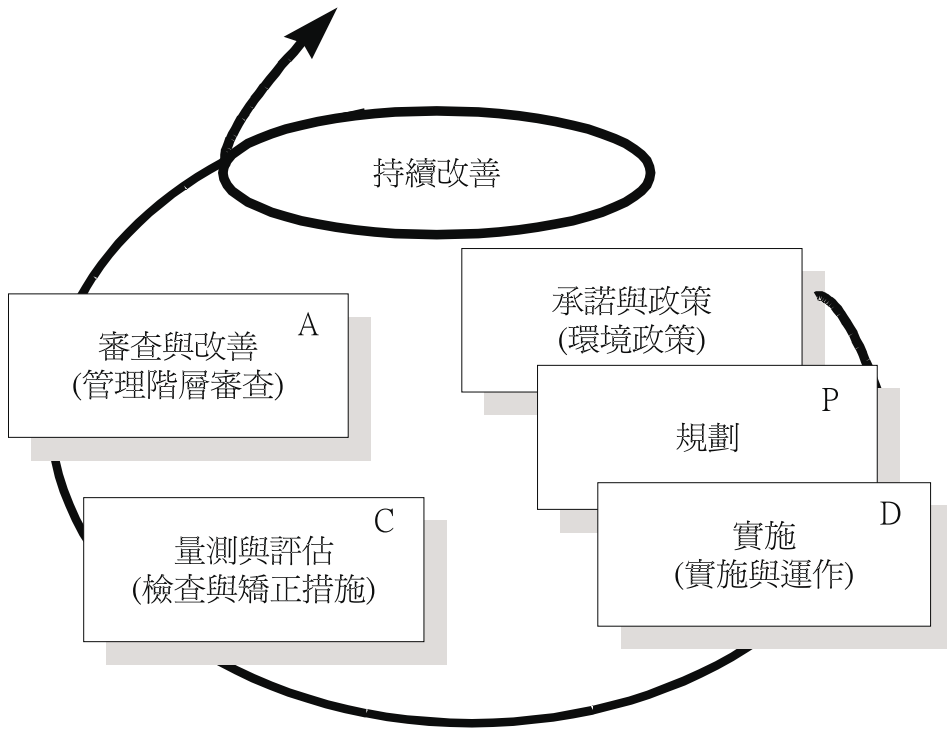 持續改善
承諾與政策
(環境政策)
P
規劃
D
實施
(實施與運作)
C
量測與評估
(檢查與矯正措施)
A
審查與改善
(管理階層審查)